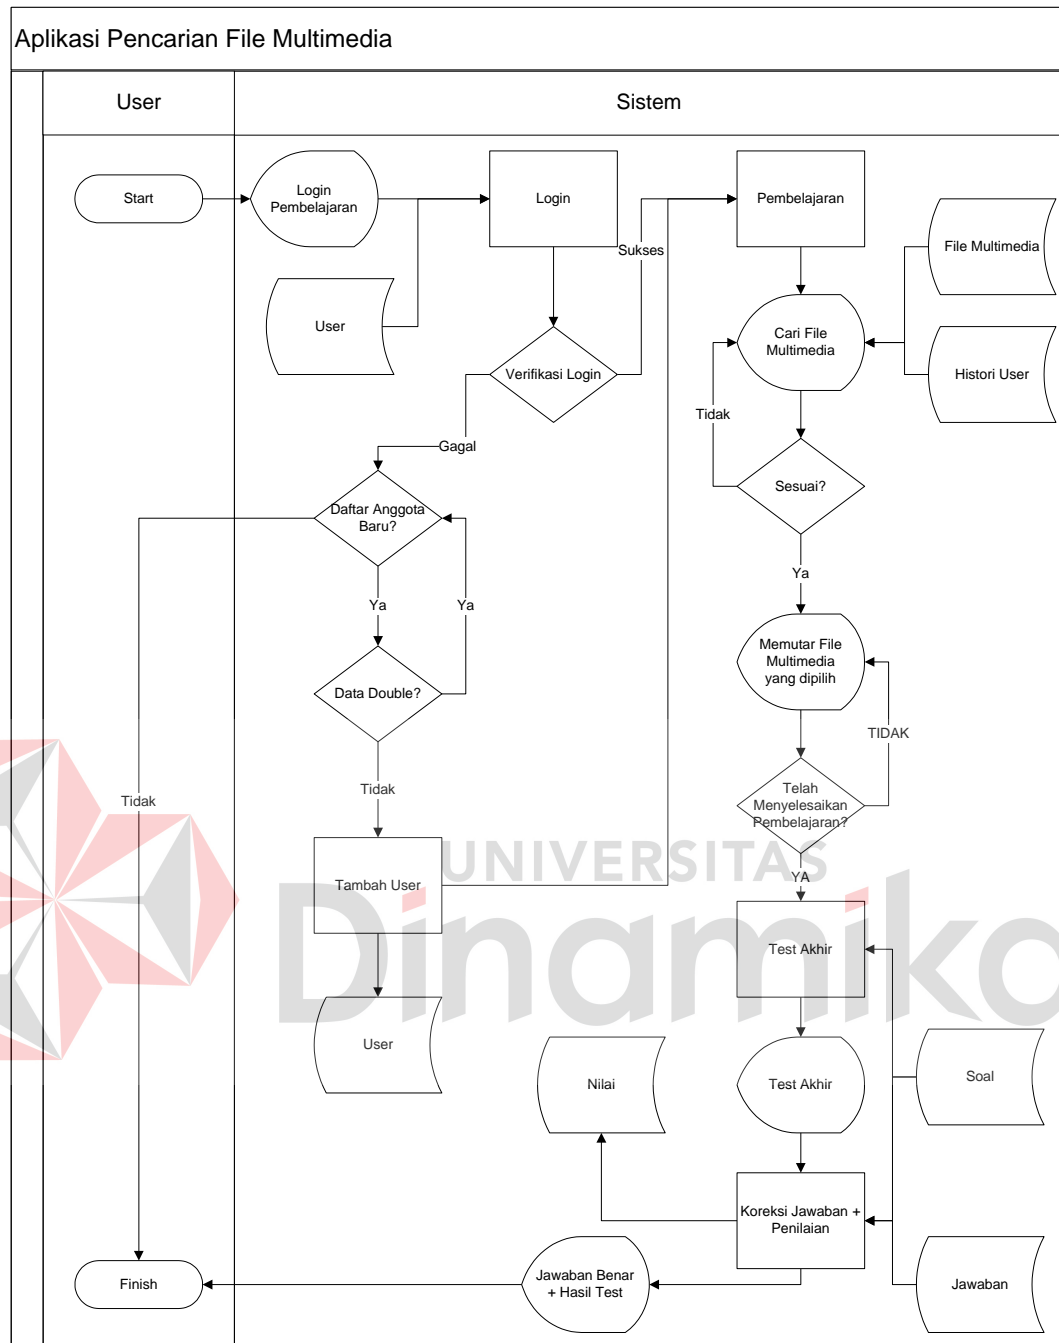 Aplikasi Pencarian File Multimedia
User
Sistem
Start
Login
Pembelajaran
Login
Pembelajaran
File Multimedia
Sukses
User
Cari File
Multimedia
Verifikasi Login
Histori User
Tidak
Gagal
Daftar Anggota
Baru?
Sesuai?
Ya
Ya
Ya
Memutar File
Multimedia
yang dipilih
Data Double?
TIDAK
Tidak
Tidak
Telah
Menyelesaikan
Pembelajaran?
UNIVERSITAS
YA
Tambah User
Dinamika
Test Akhir
User
Nilai
Test Akhir
Soal
Koreksi Jawaban +
Penilaian
Finish
Jawaban Benar
+ Hasil Test
Jawaban